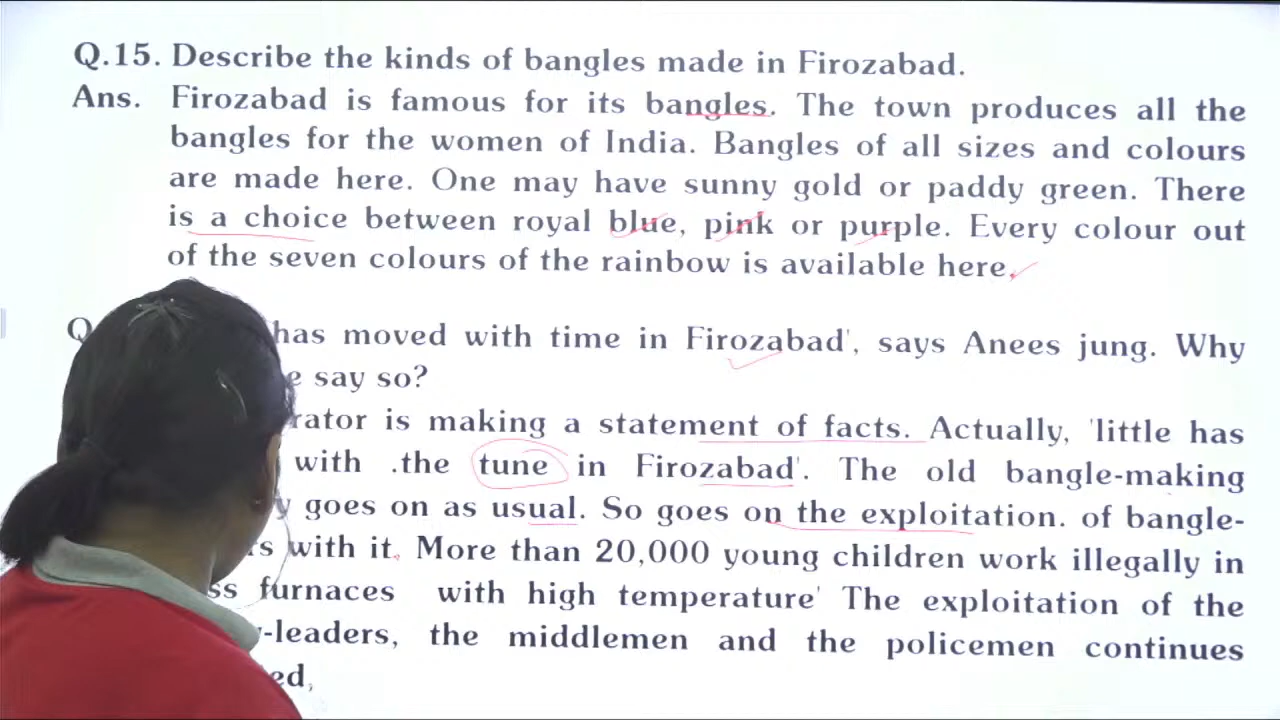 Q.15. Describe the kinds of bangles made in Firozabad.
Ans. Firozabad is famous for its bangles. The town produces all the
bangles for the women of India. Bangles of all sizes and colours
are made here. One may have sunny gold or paddy green. There
is a choice between royal blue, pink or purple. Every colour out
of the seven colours of the rainbow is available here.
has moved with time in Firozabad', says Anees jung. Why
say so?
is making a statement of facts. Actually, 'little has
with .the tune in Firozabad'. The old bangle-making
goes on as usual. So goes on the exploitation. of bangle-
with it. More than 20,000 young children work illegally in
furnaces with high temperature' The exploitation of the
-leaders, the middlemen and the policemen continues